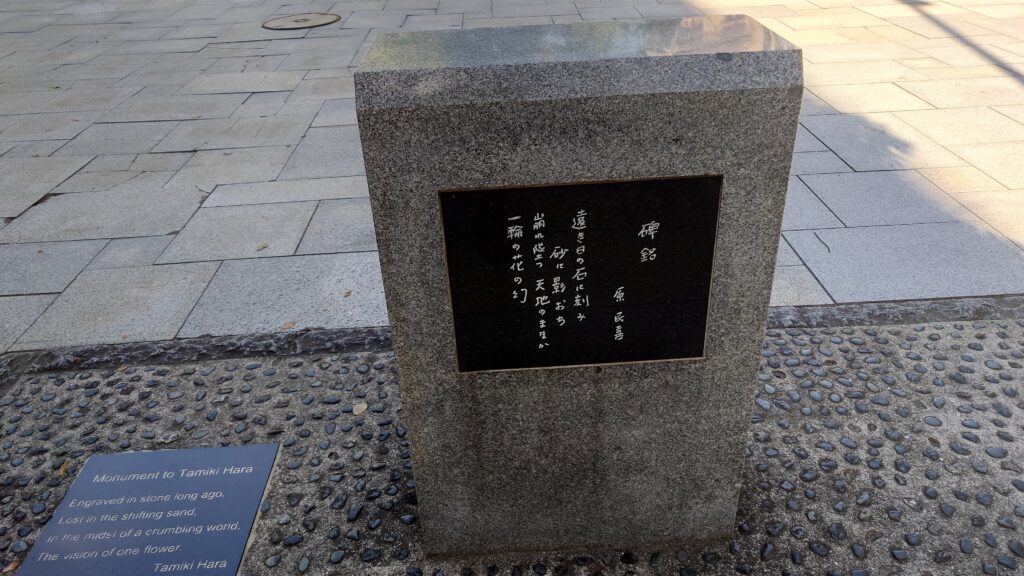 碑銘
原民喜
遠き日の石に刻み
砂に影おち
崩れ墜つ 天地のまなか
一輪の花の幻
Monument to Tamiki Hara
Engraved in stone long ago,
Lost in the shifting sand,
In the midst of a crumbling world,
The vision of one flower.
Tamiki Hara